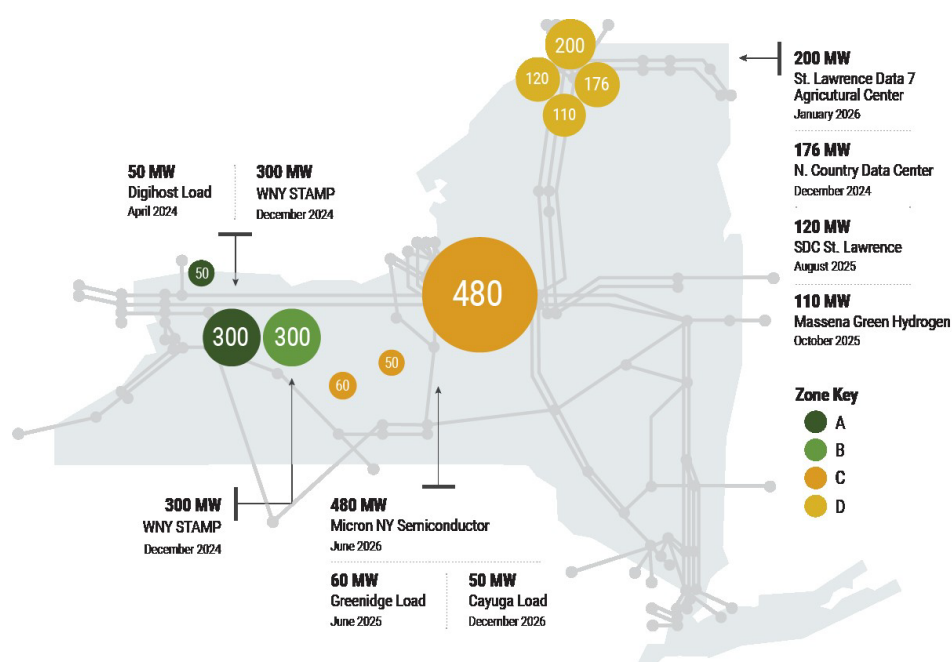 200
120
176
110
200 MW
St. Lawrence Data 7
Agricutural Center
January 2026
176 MW
N. Country Data Center
December 2024
120 MW
SDC St. Lawrence
August 2025
110 MW
Massena Green Hydrogen
October 2025
50 MW
Digihost Load
April 2024
300 MW
WNY STAMP
December 2024
50
480
300
300
50
60
Zone Key
A
B
C
D
300 MW
WNY STAMP
December 2024
480 MW
Micron NY Semiconductor
June 2026
60 MW
Greenidge Load
June 2025
50 MW
Cayuga Load
December 2026